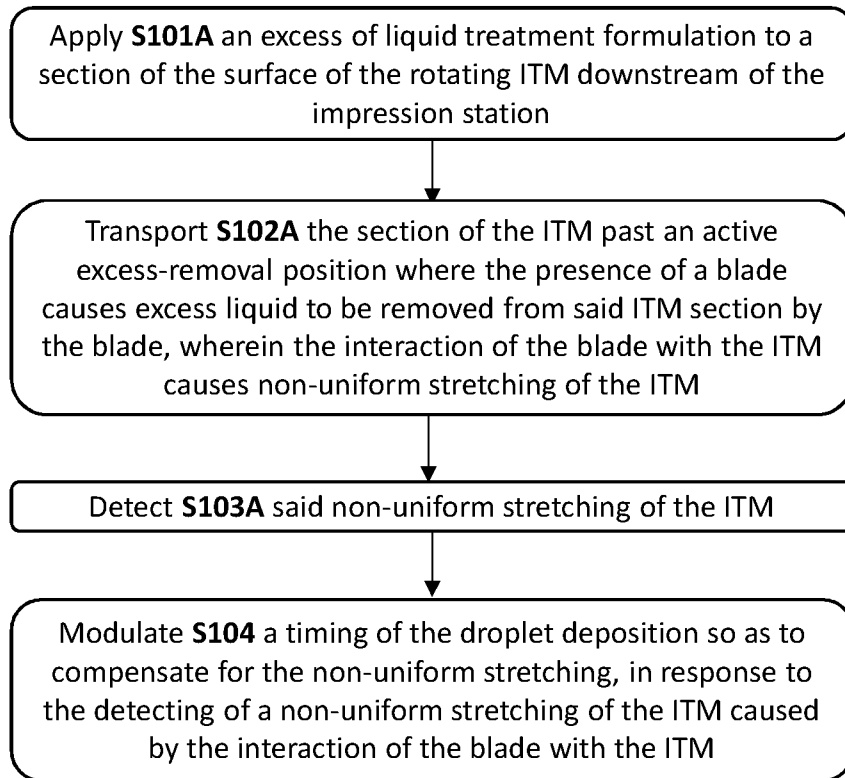 Apply S101A an excess of liquid treatment formulation to a
section of the surface of the rotating ITM downstream of the
impression station
Transport S102A the section of the ITM past an active
excess-removal position where the presence of a blade
causes excess liquid to be removed from said ITM section by
the blade, wherein the interaction of the blade with the ITM
causes non-uniform stretching of the ITM
Detect S103A said non-uniform stretching of the ITM
Modulate S104 a timing of the droplet deposition so as to
compensate for the non-uniform stretching, in response to
the detecting of a non-uniform stretching of the ITM caused
by the interaction of the blade with the ITM